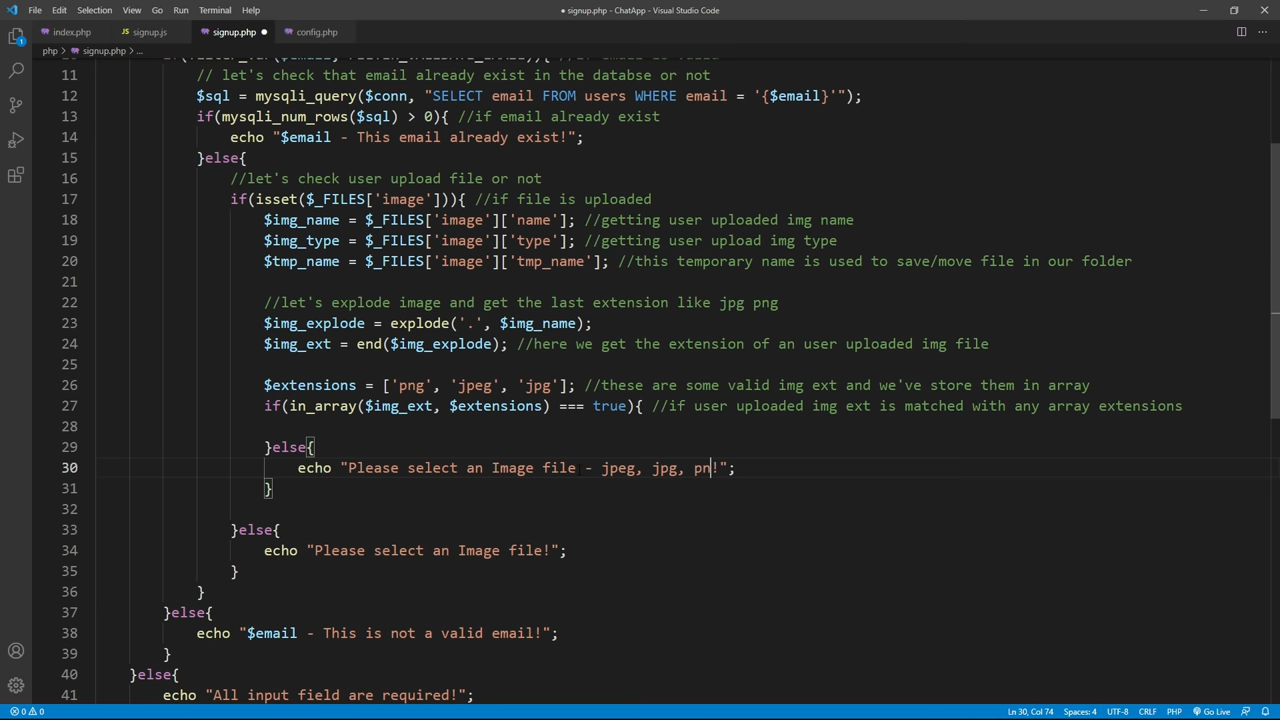 File Edit Selection View Go Run Terminal Help
● signup.php - ChatApp - Visual Studio Code
index.php
JS signup.js
signup.php ●
config.php
php > signup.php > ...
11 // let's check that email already exist in the databse or not
12 $sql = mysqli_query($conn, "SELECT email FROM users WHERE email = '{$email}'");
13 if(mysqli_num_rows($sql) > 0){ //if email already exist
14 echo "$email - This email already exist!";
15 }else{
16 //let's check user upload file or not
17 if(isset($_FILES['image'])){ //if file is uploaded
18 $img_name = $_FILES['image']['name']; //getting user uploaded img name
19 $img_type = $_FILES['image']['type']; //getting user upload img type
20 $tmp_name = $_FILES['image']['tmp_name']; //this temporary name is used to save/move file in our folder
21
22 //let's explode image and get the last extension like jpg png
23 $img_explode = explode('.', $img_name);
24 $img_ext = end($img_explode); //here we get the extension of an user uploaded img file
25
26 $extensions = ['png', 'jpeg', 'jpg']; //these are some valid img ext and we've store them in array
27 if(in_array($img_ext, $extensions) === true){ //if user uploaded img ext is matched with any array extensions
28
29 }else{
30 echo "Please select an Image file - jpeg, jpg, pn!";
31 }
32
33 }else{
34 echo "Please select an Image file!";
35 }
36 }
37 }else{
38 echo "$email - This is not a valid email!";
39 }
40 }else{
41 echo "All input field are required!";
0 0 Ln 30, Col 74 Spaces: 4 UTF-8 CRLF PHP Go Live